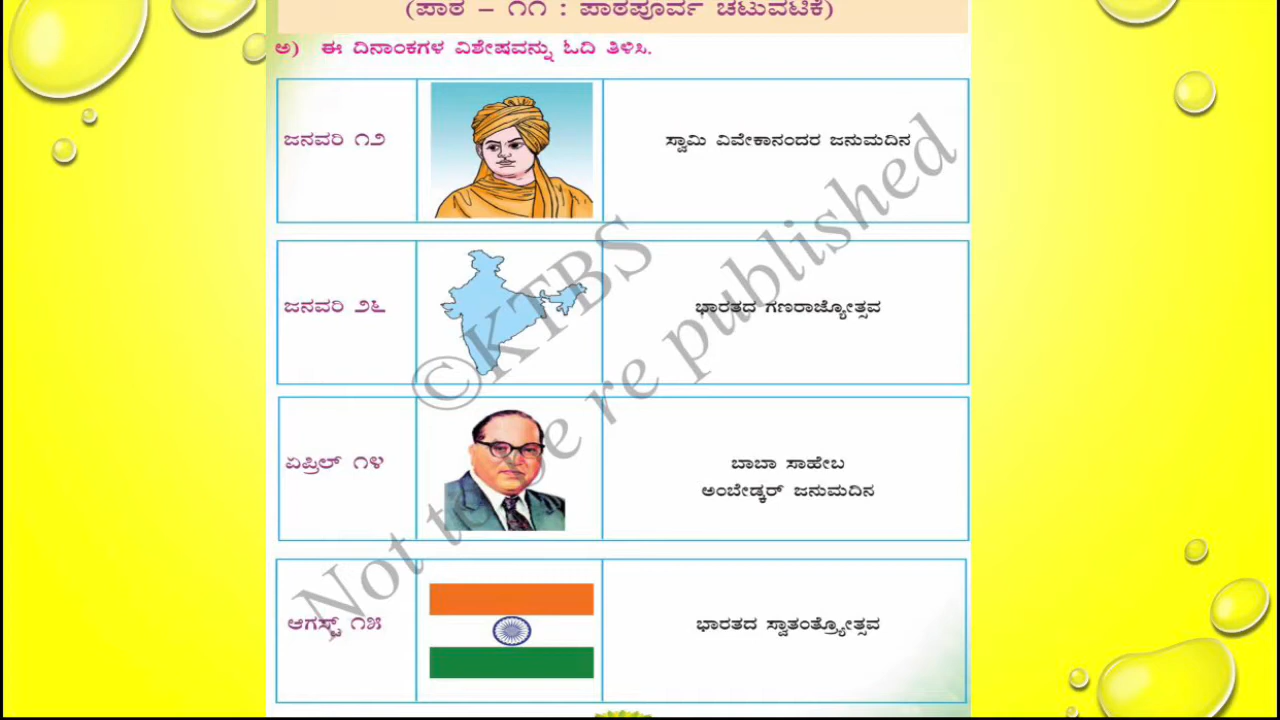 (ಪಾಠ – ೧೧ : ಪಾಠಪೂರ್ವ ಚಟುವಟಿಕೆ)
ಅ) ಈ ದಿನಾಂಕಗಳ ವಿಶೇಷವನ್ನು ಓದಿ ತಿಳಿಸಿ.
ಜನವರಿ ೧೨
ಸ್ವಾಮಿ ವಿವೇಕಾನಂದರ ಜನುಮದಿನ
ಜನವರಿ ೨೬
ಭಾರತದ ಗಣರಾಜ್ಯೋತ್ಸವ
ಏಪ್ರಿಲ್ ೧೪
ಬಾಬಾ ಸಾಹೇಬ
ಅಂಬೇಡ್ಕರ್ ಜನುಮದಿನ
ಆಗಸ್ಟ್ ೧೫
ಭಾರತದ ಸ್ವಾತಂತ್ರ್ಯೋತ್ಸವ
©KTBS
Not to be re published